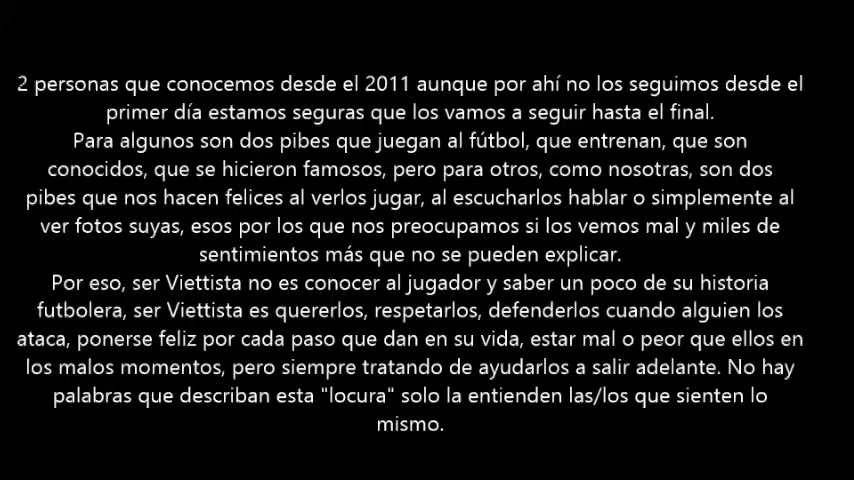 2 personas que conocemos desde el 2011 aunque por ahí no los seguimos desde el
primer día estamos seguras que los vamos a seguir hasta el final.
Para algunos son dos pibes que juegan al fútbol, que entrenan, que son
conocidos, que se hicieron famosos, pero para otros, como nosotras, son dos
pibes que nos hacen felices al verlos jugar, al escucharlos hablar o simplemente al
ver fotos suyas, esos por los que nos preocupamos si los vemos mal y miles de
sentimientos más que no se pueden explicar.
Por eso, ser Viettista no es conocer al jugador y saber un poco de su historia
futbolera, ser Viettista es quererlos, respetarlos, defenderlos cuando alguien los
ataca, ponerse feliz por cada paso que dan en su vida, estar mal o peor que ellos en
los malos momentos, pero siempre tratando de ayudarlos a salir adelante. No hay
palabras que describan esta "locura" solo la entienden las/los que sienten lo
mismo.